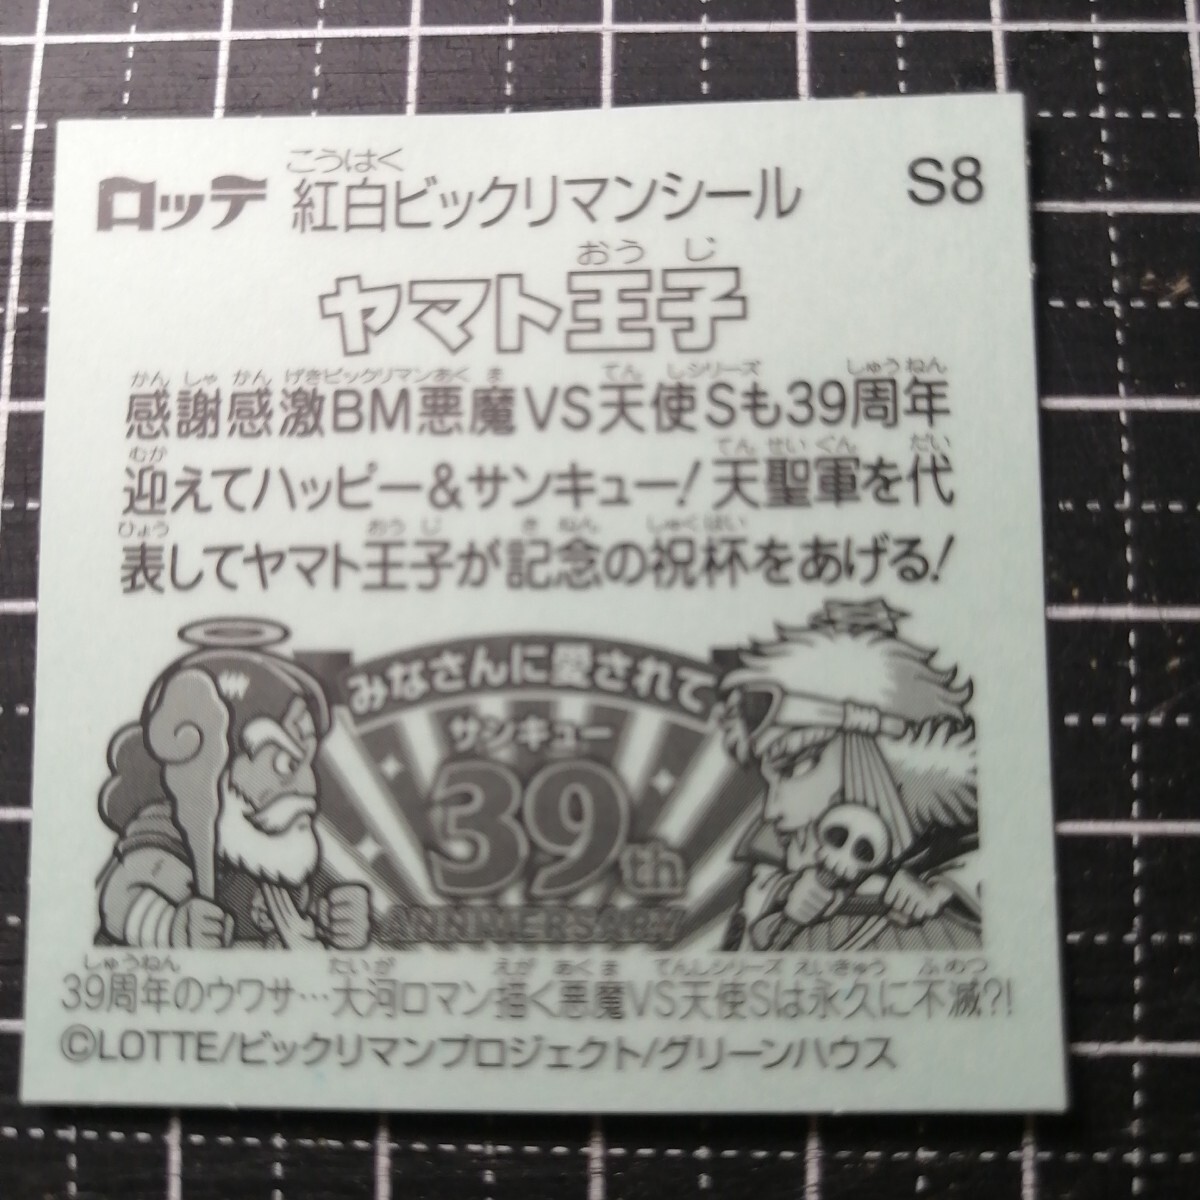 こうはく
ロッテ 紅白ビックリマンシール S8
おうじ
ヤマト王子
かんしゃかんげきビックリマンあくま てんしシリーズ しゅうねん
感謝感激BM悪魔VS天使Sも39周年
むか てんせいぐん だい
迎えてハッピー&サンキュー!天聖軍を代
ひょう おうじ きねん しゅくはい
表してヤマト王子が記念の祝杯をあげる!
みなさんに愛されて
サンキュー
39th
ANNIVERSARY
しゅうねん たいが えが あくま てんしシリーズ えいきゅう ふめつ
39周年のウワサ…大河ロマン描く悪魔VS天使Sは永久に不滅?!
©LOTTE/ビックリマンプロジェクト/グリーンハウス